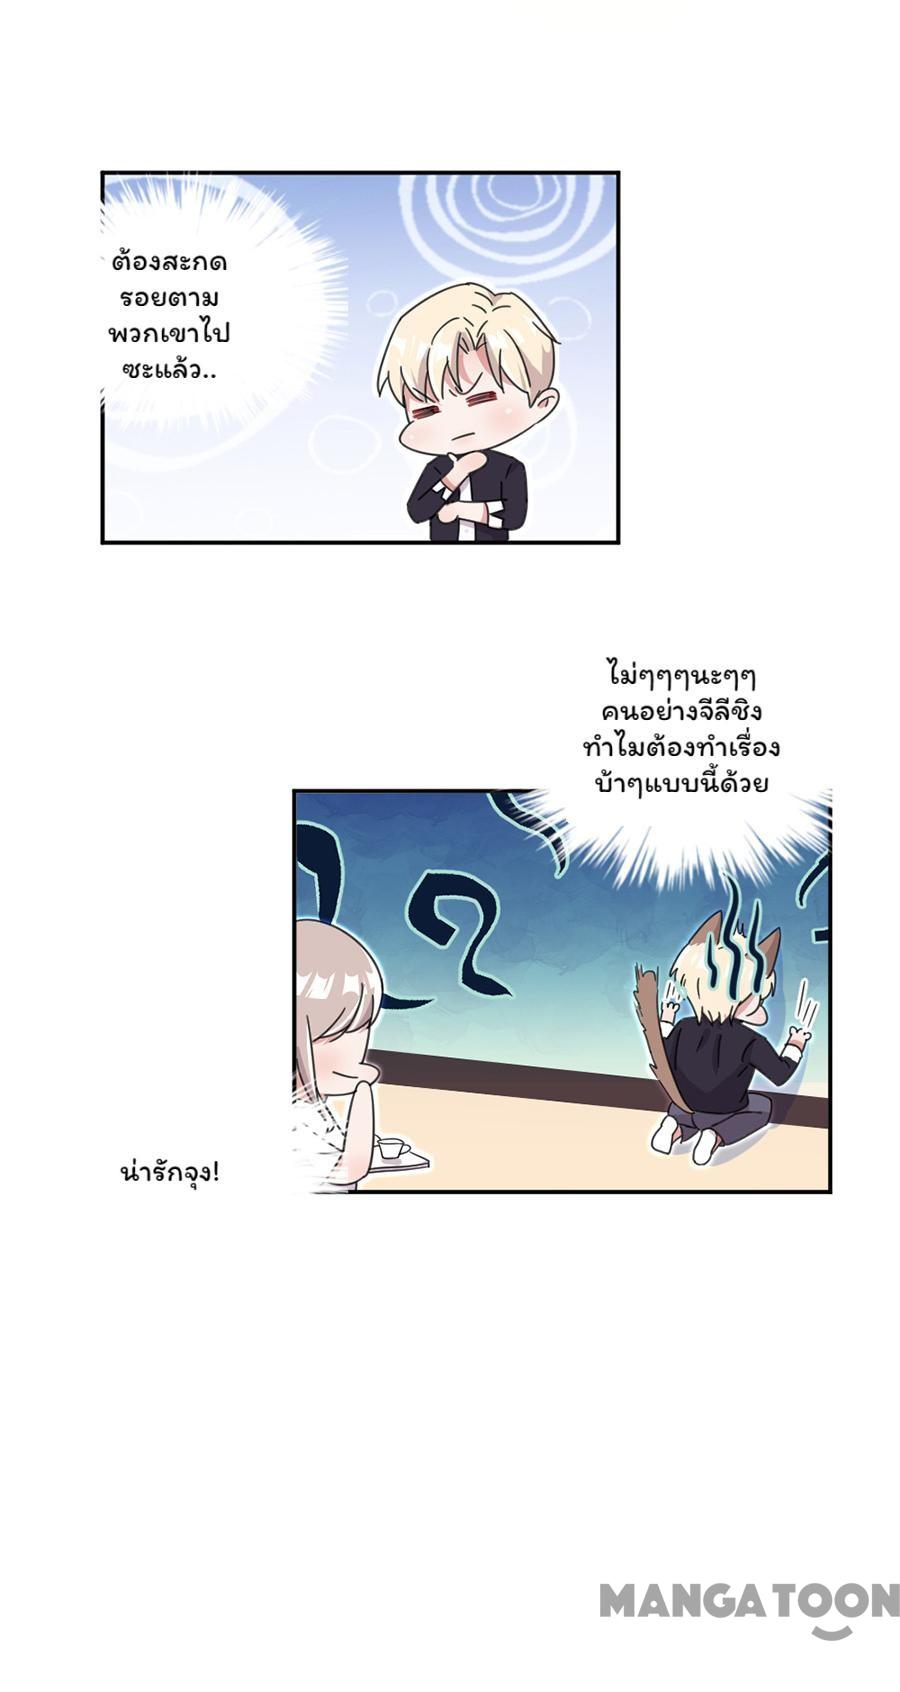 ต้องสะกด
รอยตาม
พวกเขาไป
ซะแล้ว..
ไม่ๆๆๆนะๆๆ
คนอย่างจีลีชิง
ทำไมต้องทำเรื่อง
บ้าๆแบบนี้ด้วย
น่ารักจุง!
MANGATOON